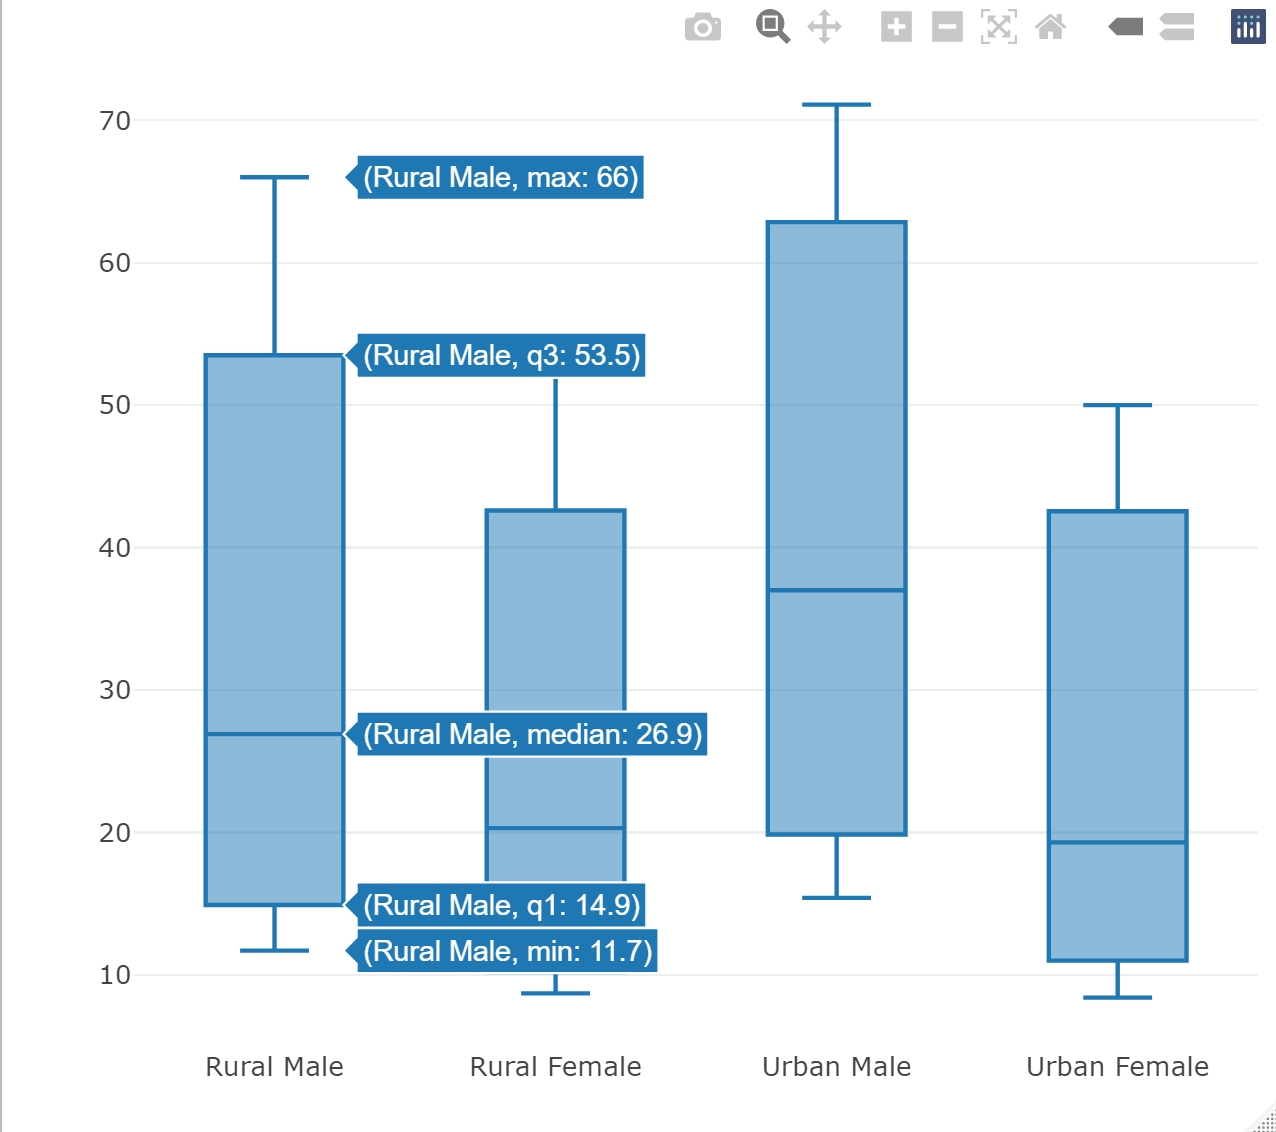 70
(Rural Male, max: 66)
60
(Rural Male, q3: 53.5)
50
40
30
(Rural Male, median: 26.9)
20
(Rural Male, q1: 14.9)
(Rural Male, min: 11.7)
10
Rural Male
Rural Female
Urban Male
Urban Female